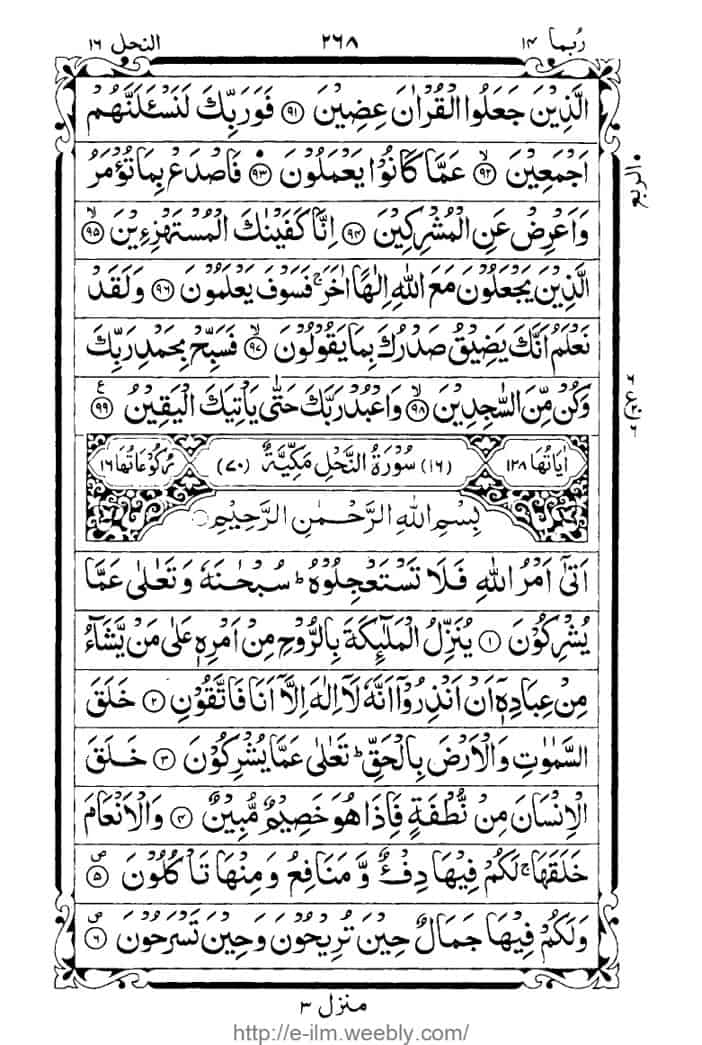 رُبما ١٤ ٢٦٨ النحل ١٦
الَّذِيْنَ جَعَلُوا الْقُرْاٰنَ عِضِيْنَ ﴿٩١﴾ فَوَرَبِّكَ لَنَسْـَٔلَنَّهُمْ
اَجْمَعِيْنَ ۙ﴿٩٢﴾ عَمَّا كَانُوْا يَعْمَلُوْنَ ﴿٩٣﴾ فَاصْدَعْ بِمَا تُؤْمَرُ
الربع
وَاَعْرِضْ عَنِ الْمُشْرِكِيْنَ ﴿٩٤﴾ اِنَّا كَفَيْنٰكَ الْمُسْتَهْزِءِيْنَ ۙ﴿٩٥﴾
الَّذِيْنَ يَجْعَلُوْنَ مَعَ اللّٰهِ اِلٰهًا اٰخَرَ ۚ فَسَوْفَ يَعْلَمُوْنَ ﴿٩٦﴾ وَلَقَدْ
نَعْلَمُ اَنَّكَ يَضِيْقُ صَدْرُكَ بِمَا يَقُوْلُوْنَ ۙ﴿٩٧﴾ فَسَبِّحْ بِحَمْدِ رَبِّكَ
وَكُنْ مِّنَ السّٰجِدِيْنَ ۙ﴿٩٨﴾ وَاعْبُدْ رَبَّكَ حَتّٰى يَاْتِيَكَ الْيَقِيْنُ ﴿٩٩﴾ ع
اٰيَاتُهَا ١٢٨ (١٦) سُوْرَةُ النَّحْلِ مَكِّيَّةٌ (٧٠) رُكُوْعَاتُهَا ١٦
بِسْمِ اللّٰهِ الرَّحْمٰنِ الرَّحِيْمِ
اَتٰۤى اَمْرُ اللّٰهِ فَلَا تَسْتَعْجِلُوْهُ ؕ سُبْحٰنَهٗ وَتَعٰلٰى عَمَّا
يُشْرِكُوْنَ ﴿١﴾ يُنَزِّلُ الْمَلٰٓئِكَةَ بِالرُّوْحِ مِنْ اَمْرِهٖ عَلٰى مَنْ يَّشَآءُ
مِنْ عِبَادِهٖۤ اَنْ اَنْذِرُوْۤا اَنَّهٗ لَاۤ اِلٰهَ اِلَّاۤ اَنَا فَاتَّقُوْنِ ﴿٢﴾ خَلَقَ
السَّمٰوٰتِ وَالْاَرْضَ بِالْحَقِّ ؕ تَعٰلٰى عَمَّا يُشْرِكُوْنَ ﴿٣﴾ خَلَقَ
الْاِنْسَانَ مِنْ نُّطْفَةٍ فَاِذَا هُوَ خَصِيْمٌ مُّبِيْنٌ ﴿٤﴾ وَالْاَنْعَامَ
خَلَقَهَا ۚ لَكُمْ فِيْهَا دِفْءٌ وَّ مَنَافِعُ وَمِنْهَا تَاْكُلُوْنَ ۪﴿٥﴾
وَلَكُمْ فِيْهَا جَمَالٌ حِيْنَ تُرِيْحُوْنَ وَحِيْنَ تَسْرَحُوْنَ ۪﴿٦﴾
منزل ٣
http://e-ilm.weebly.com/